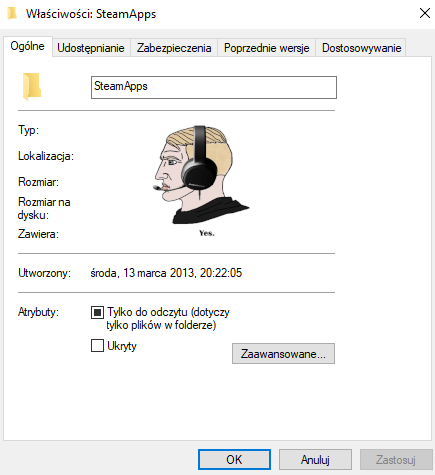 Właściwości: SteamApps
Ogólne Udostępnianie Zabezpieczenia Poprzednie wersje Dostosowywanie
SteamApps
Typ:
Lokalizacja:
Rozmiar:
Rozmiar na
dysku:
Zawiera:
Yes.
Utworzony: środa, 13 marca 2013, 20:22:05
Atrybuty: Tylko do odczytu (dotyczy
tylko plików w folderze)
Ukryty
Zaawansowane...
OK Anuluj Zastosuj